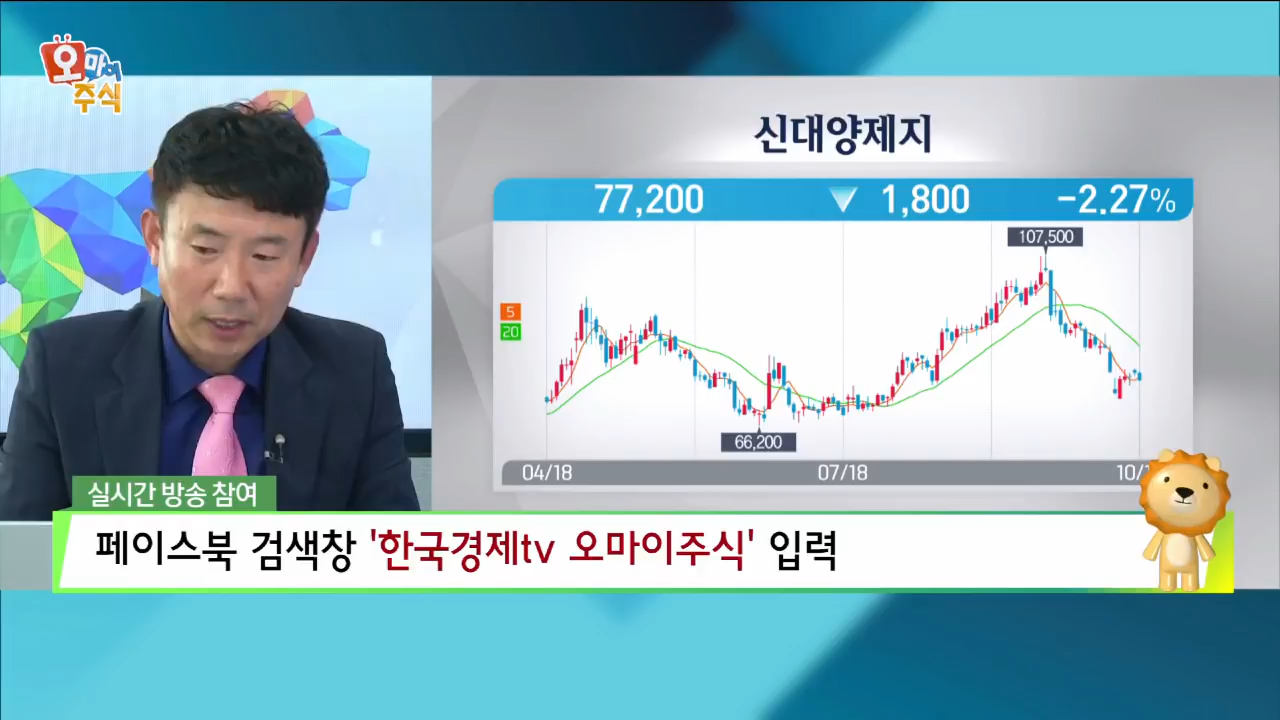 오마이
주식
신대양제지
77,200 ▼ 1,800 -2.27%
107,500
5
20
66,200
04/18 07/18 10/
실시간 방송 참여
페이스북 검색창 '한국경제tv 오마이주식' 입력